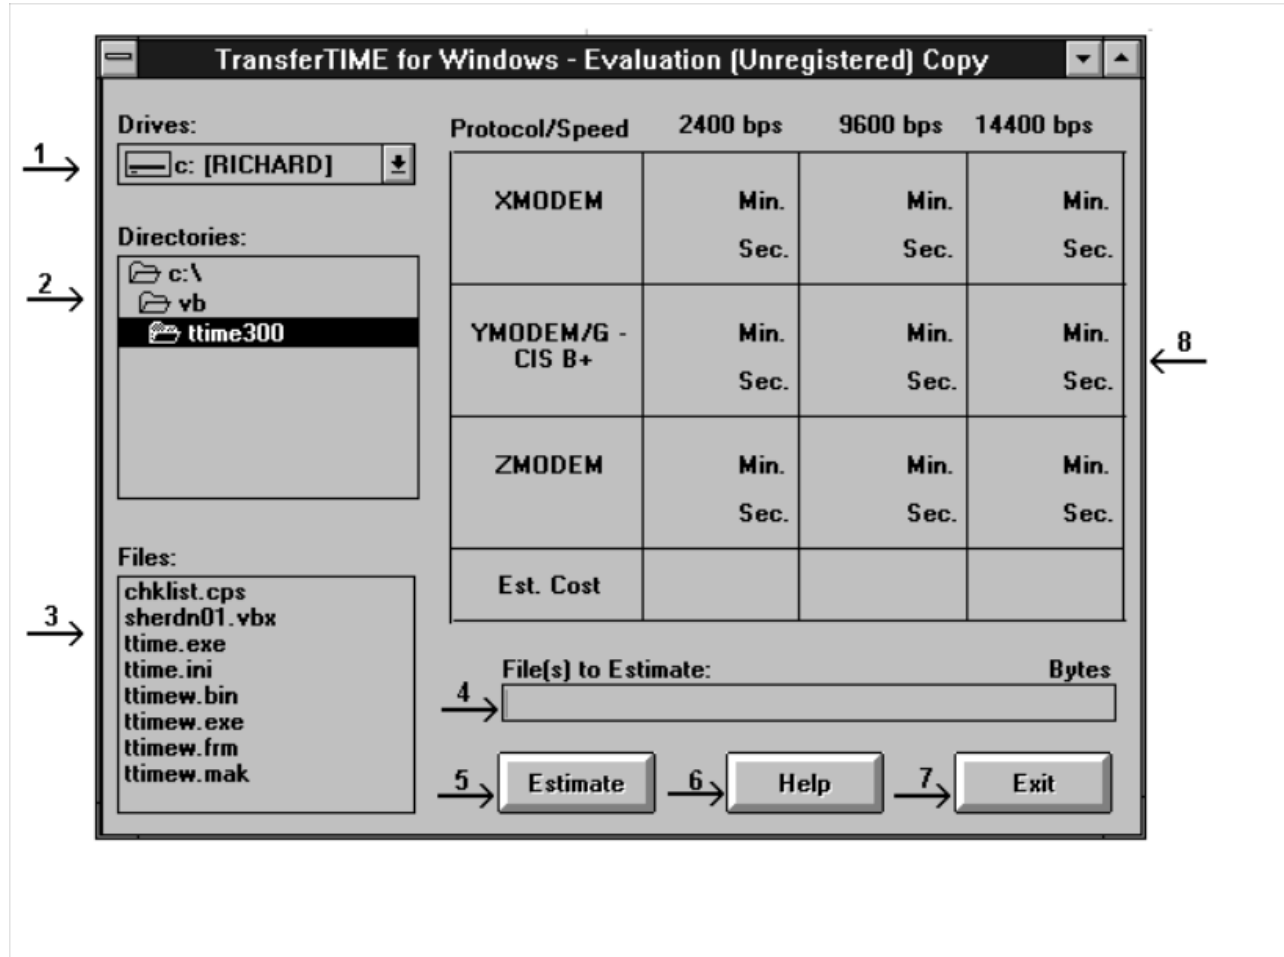 TransferTIME for Windows - Evaluation (Unregistered) Copy
Drives:
1
c: [RICHARD]
Directories:
2
c:\
vb
ttime300
Files:
3
chklist.cps
sherdn01.vbx
ttime.exe
ttime.ini
ttimew.bin
ttimew.exe
ttimew.frm
ttimew.mak
Protocol/Speed 2400 bps 9600 bps 14400 bps
XMODEM Min. Min. Min.
Sec. Sec. Sec.
YMODEM/G - Min. Min. Min.
CIS B+
Sec. Sec. Sec.
8
ZMODEM Min. Min. Min.
Sec. Sec. Sec.
Est. Cost
File(s) to Estimate: Bytes
4
5 Estimate 6 Help 7 Exit